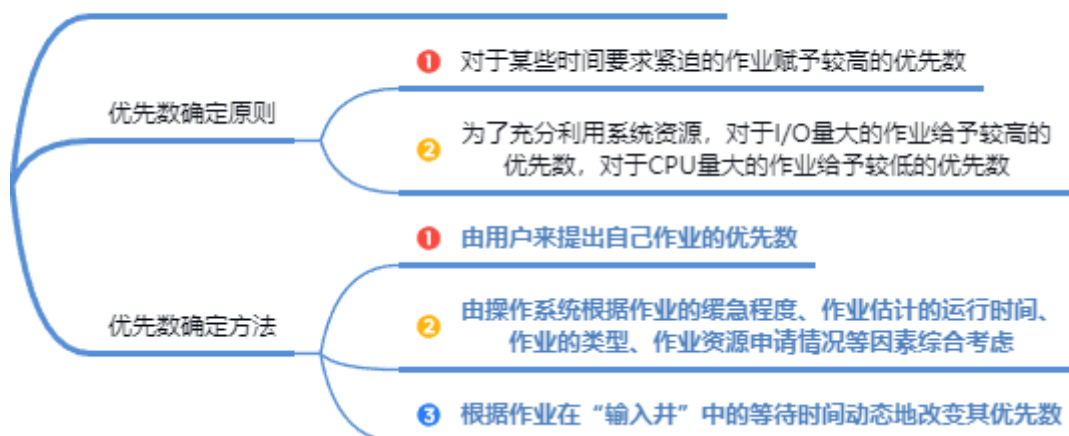 ❶ 对于某些时间要求紧迫的作业赋予较高的优先数
优先数确定原则
❷ 为了充分利用系统资源，对于I/O量大的作业给予较高的
优先数，对于CPU量大的作业给予较低的优先数
❶ 由用户来提出自己作业的优先数
❷ 由操作系统根据作业的缓急程度、作业估计的运行时间、
作业的类型、作业资源申请情况等因素综合考虑
优先数确定方法
❸ 根据作业在“输入井”中的等待时间动态地改变其优先数